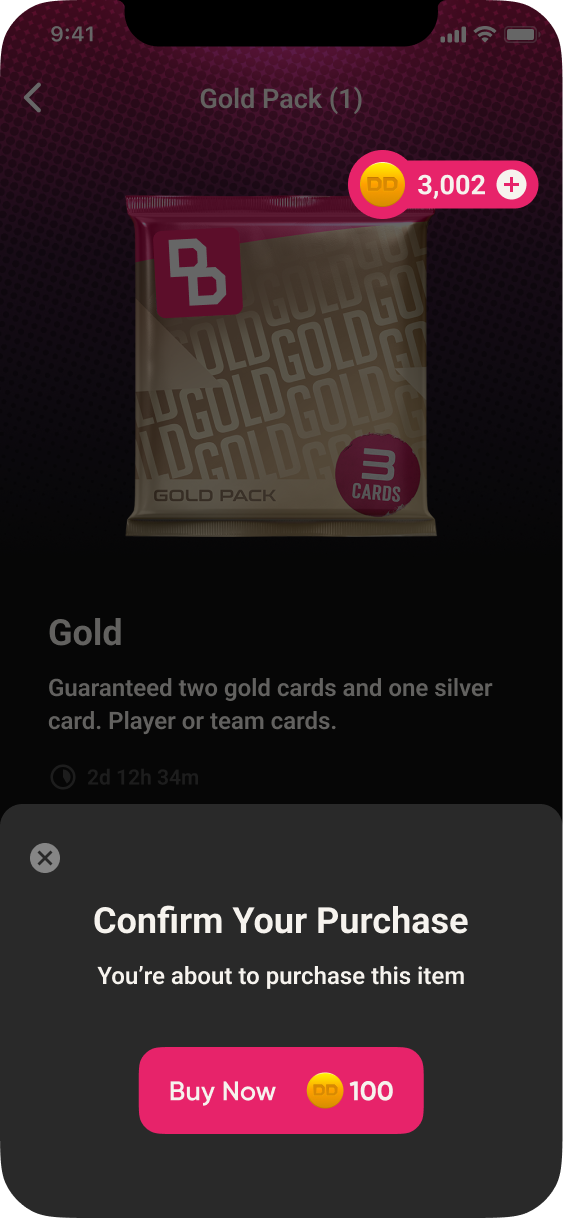 9:41
Gold Pack (1)
DD 3,002
DD
GOLD GOLD GOLD
GOLD GOLD GOLD
GOLD GOLD GOLD
GOLD GOLD
3
CARDS
GOLD PACK
Gold
Guaranteed two gold cards and one silver
card. Player or team cards.
2d 12h 34m
Confirm Your Purchase
You’re about to purchase this item
Buy Now DD 100